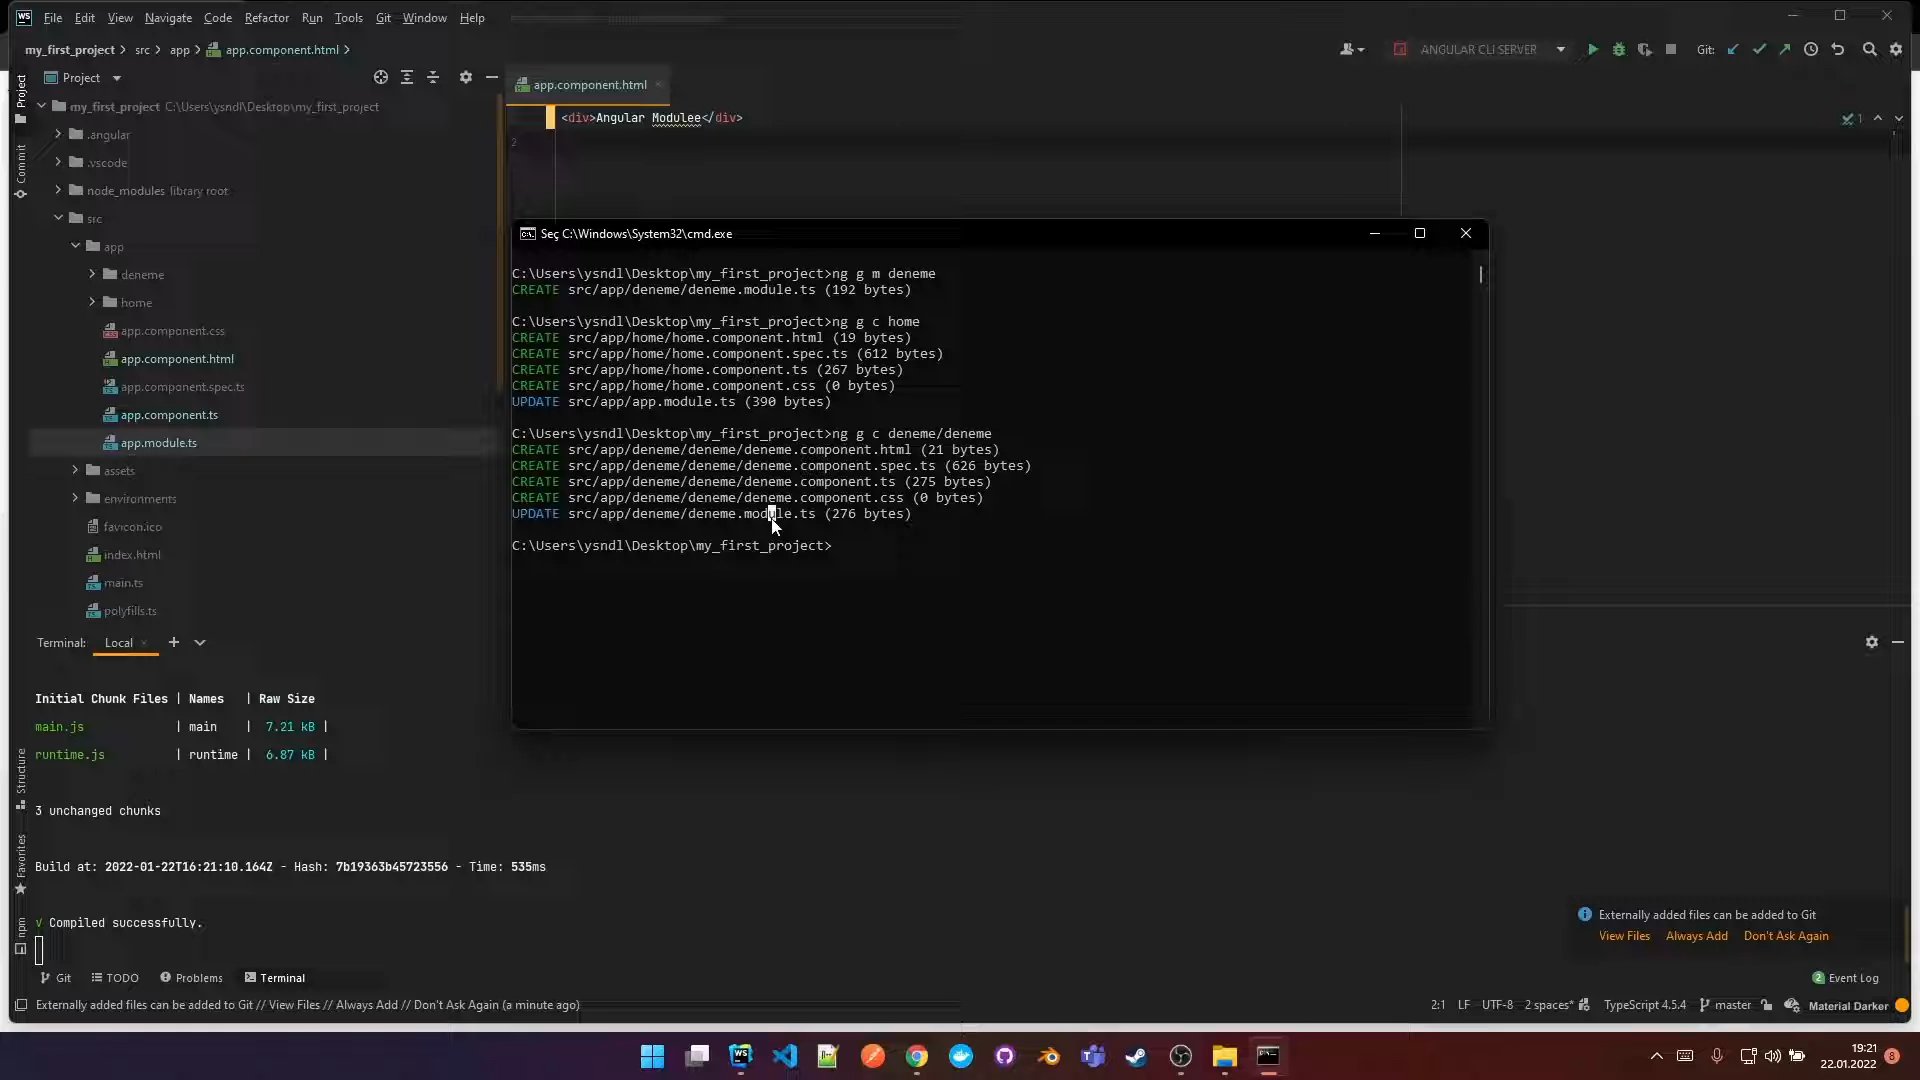 WS File Edit View Navigate Code Refactor Run Tools Git Window Help
my_first_project src app app.component.html ANGULAR CLI SERVER Git:
Project
app.component.html
my_first_project C:\Users\ysndl\Desktop\my_first_project
.angular
.vscode
node_modules library root
src
app
deneme
home
app.component.css
app.component.html
app.component.spec.ts
app.component.ts
app.module.ts
assets
environments
favicon.ico
index.html
main.ts
polyfills.ts
Project
Commit
Structure
Favorites
npm
<div>Angular Modulee</div>
2
1
Seç C:\Windows\System32\cmd.exe
C:\Users\ysndl\Desktop\my_first_project>ng g m deneme
CREATE src/app/deneme/deneme.module.ts (192 bytes)
C:\Users\ysndl\Desktop\my_first_project>ng g c home
CREATE src/app/home/home.component.html (19 bytes)
CREATE src/app/home/home.component.spec.ts (612 bytes)
CREATE src/app/home/home.component.ts (267 bytes)
CREATE src/app/home/home.component.css (0 bytes)
UPDATE src/app/app.module.ts (390 bytes)
C:\Users\ysndl\Desktop\my_first_project>ng g c deneme/deneme
CREATE src/app/deneme/deneme/deneme.component.html (21 bytes)
CREATE src/app/deneme/deneme/deneme.component.spec.ts (626 bytes)
CREATE src/app/deneme/deneme/deneme.component.ts (275 bytes)
CREATE src/app/deneme/deneme/deneme.component.css (0 bytes)
UPDATE src/app/deneme/deneme.module.ts (276 bytes)
C:\Users\ysndl\Desktop\my_first_project>
Terminal: Local
Initial Chunk Files | Names | Raw Size
main.js | main | 7.21 kB |
runtime.js | runtime | 6.87 kB |
3 unchanged chunks
Build at: 2022-01-22T16:21:10.164Z - Hash: 7b19363b45723556 - Time: 535ms
√ Compiled successfully.
Externally added files can be added to Git
View Files Always Add Don't Ask Again
Git TODO Problems Terminal
2 Event Log
Externally added files can be added to Git // View Files // Always Add // Don't Ask Again (a minute ago)
2:1 LF UTF-8 2 spaces* TypeScript 4.5.4 master Material Darker
19:21
22.01.2022
8